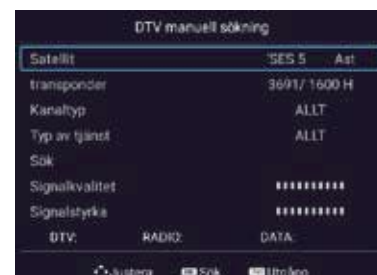 DTV manuell sökning
Satellit 'SES 5 Ast
transponder 3691/ 1600 H
Kanaltyp ALLT
Typ av tjänst ALLT
Sök
Signalkvalitet
Signalstyrka
DTV: RADIO: DATA:
Justera Sök